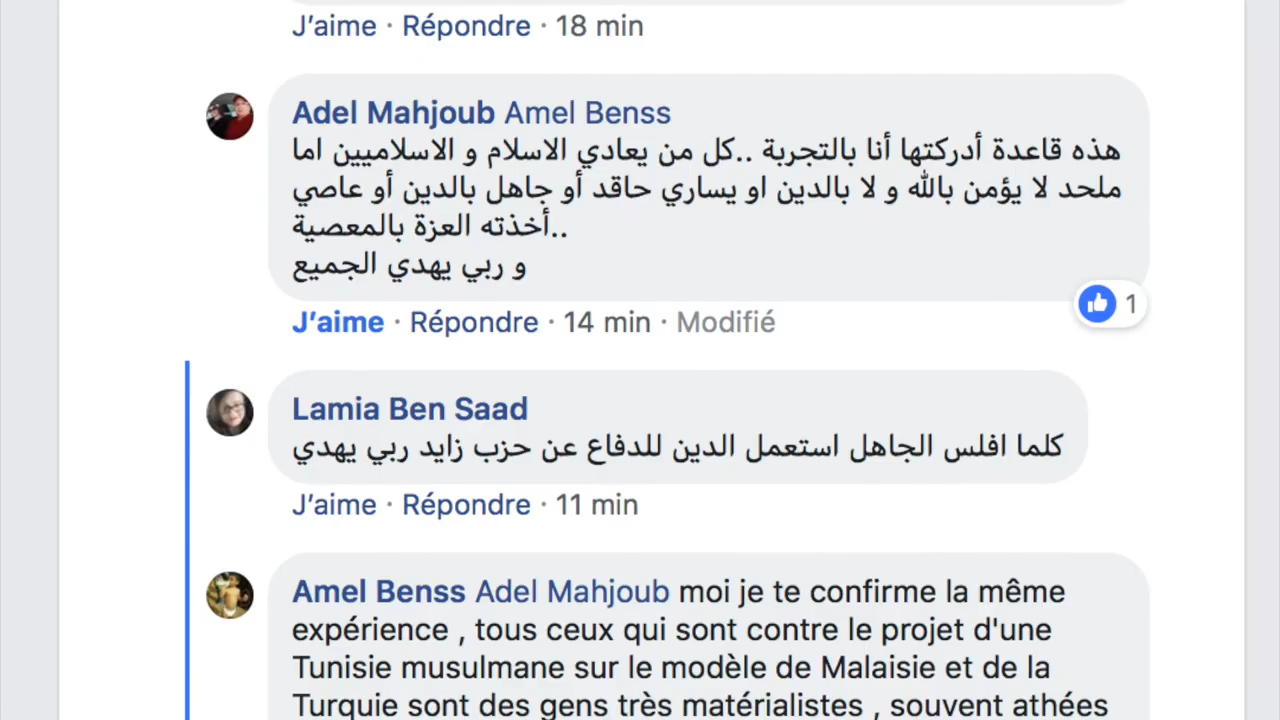 J’aime · Répondre · 18 min
Adel Mahjoub Amel Benss
هذه قاعدة أدركتها أنا بالتجربة ..كل من يعادي الاسلام و الاسلاميين اما
ملحد لا يؤمن بالله و لا بالدين او يساري حاقد أو جاهل بالدين أو عاصي
أخذته العزة بالمعصية..
و ربي يهدي الجميع
1
J’aime · Répondre · 14 min · Modifié
Lamia Ben Saad
كلما افلس الجاهل استعمل الدين للدفاع عن حزب زايد ربي يهدي
J’aime · Répondre · 11 min
Amel Benss Adel Mahjoub moi je te confirme la même
expérience , tous ceux qui sont contre le projet d'une
Tunisie musulmane sur le modèle de Malaisie et de la
Turquie sont des gens très matérialistes , souvent athées